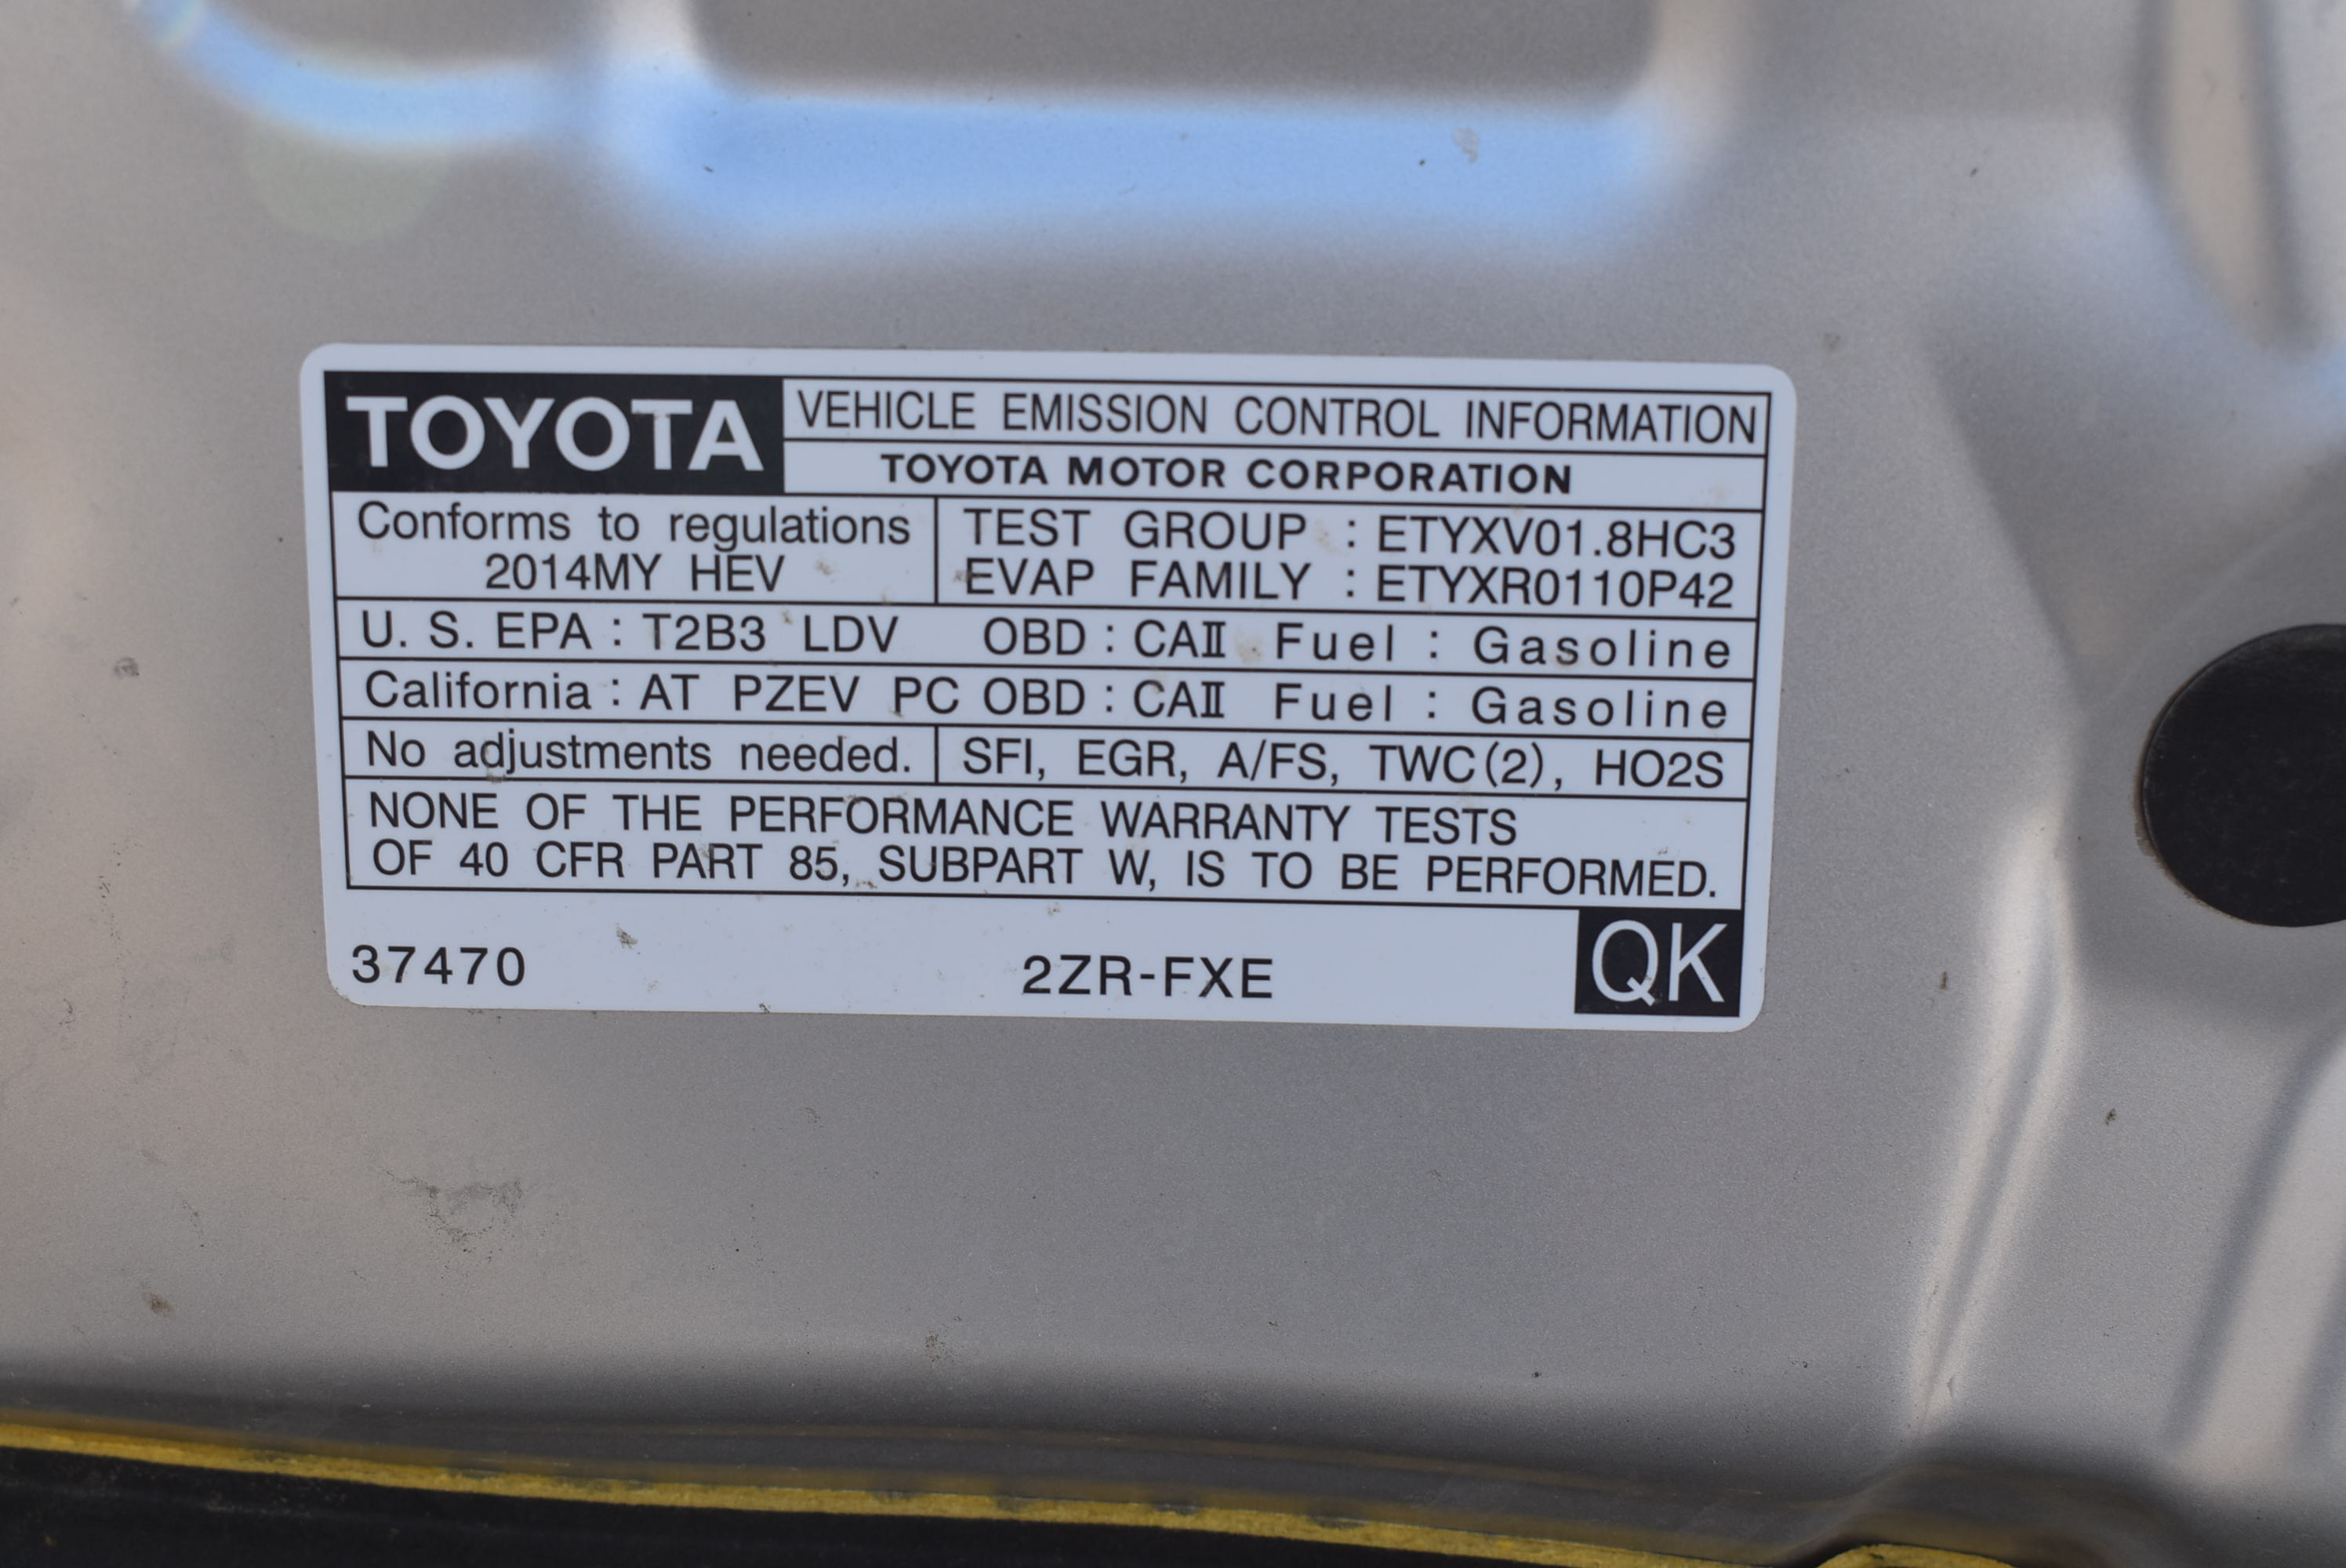 TOYOTA
VEHICLE EMISSION CONTROL INFORMATION
TOYOTA MOTOR CORPORATION
Conforms to regulations
2014MY HEV
TEST GROUP : ETYXV01.8HC3
EVAP FAMILY : ETYXR0110P42
U. S. EPA : T2B3 LDV OBD : CAⅡ Fuel : Gasoline
California : AT PZEV PC OBD : CAⅡ Fuel : Gasoline
No adjustments needed.
SFI, EGR, A/FS, TWC(2), HO2S
NONE OF THE PERFORMANCE WARRANTY TESTS
OF 40 CFR PART 85, SUBPART W, IS TO BE PERFORMED.
37470 2ZR-FXE QK